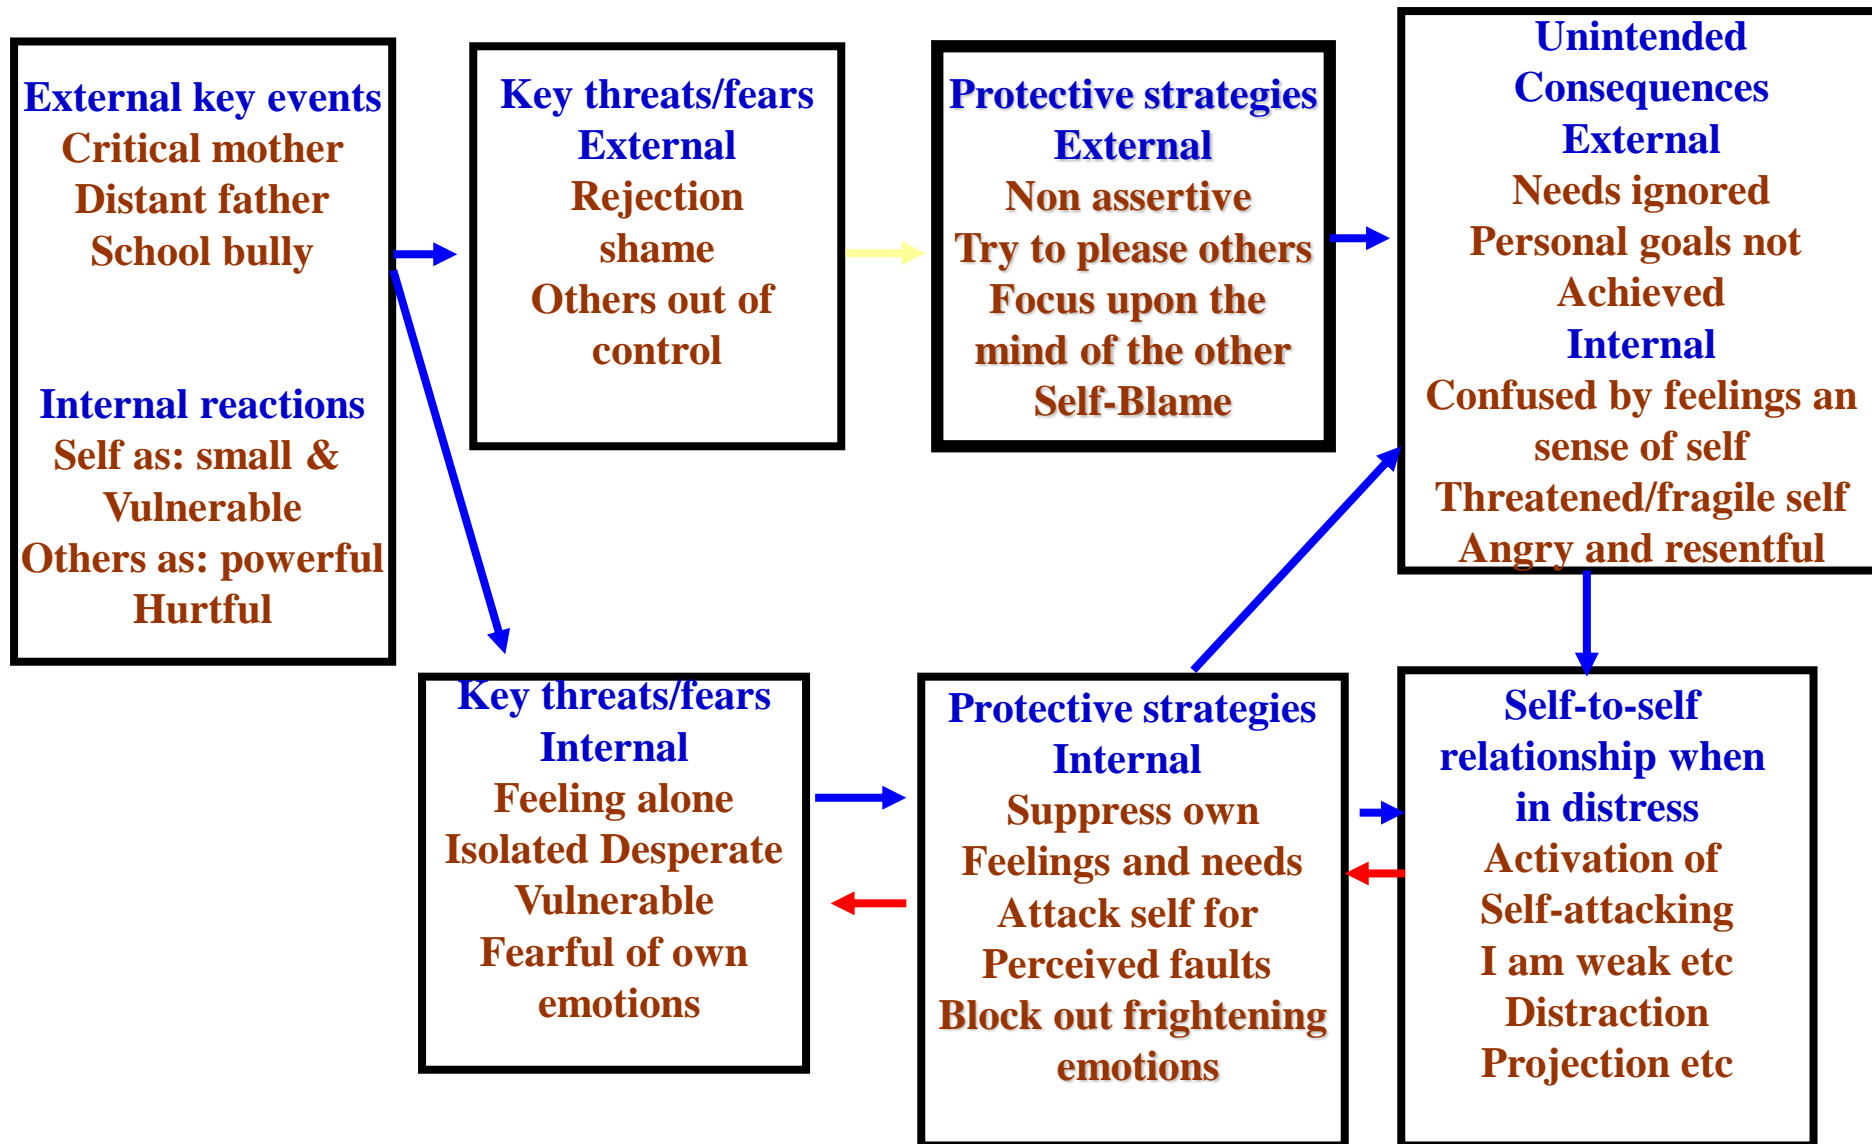 External key events
Critical mother
Distant father
School bully
Internal reactions
Self as: small &
Vulnerable
Others as: powerful
Hurtful
Key threats/fears
External
Rejection
shame
Others out of
control
Protective strategies
External
Non assertive
Try to please others
Focus upon the
mind of the other
Self-Blame
Unintended
Consequences
External
Needs ignored
Personal goals not
Achieved
Internal
Confused by feelings an
sense of self
Threatened/fragile self
Angry and resentful
Key threats/fears
Internal
Feeling alone
Isolated Desperate
Vulnerable
Fearful of own
emotions
Protective strategies
Internal
Suppress own
Feelings and needs
Attack self for
Perceived faults
Block out frightening
emotions
Self-to-self
relationship when
in distress
Activation of
Self-attacking
I am weak etc
Distraction
Projection etc